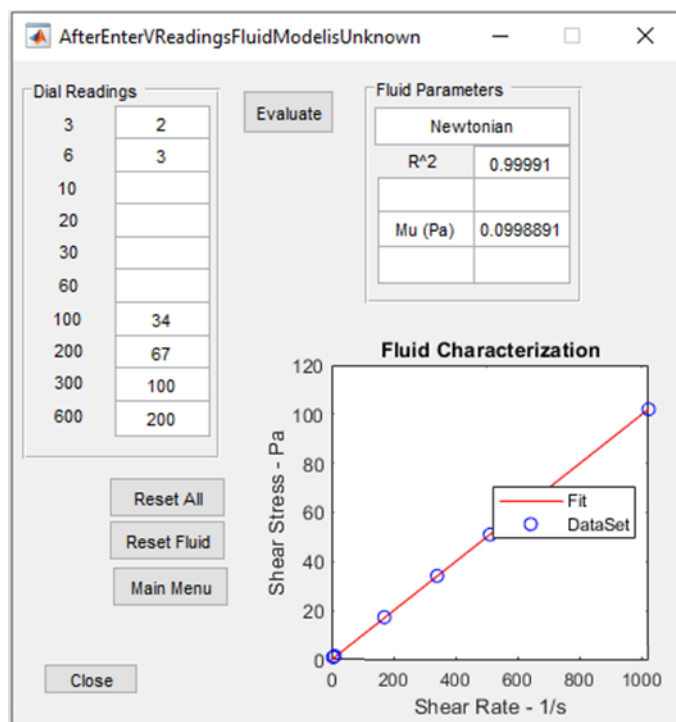 AfterEnterVReadingsFluidModelisUnknown
Dial Readings
3 2
6 3
10
20
30
60
100 34
200 67
300 100
600 200
Evaluate
Fluid Parameters
Newtonian
R^2 0.99991
Mu (Pa) 0.0998891
Reset All
Reset Fluid
Main Menu
Close
Fluid Characterization
Shear Stress - Pa
120
100
80
60
40
20
0
Fit
DataSet
0 200 400 600 800 1000
Shear Rate - 1/s